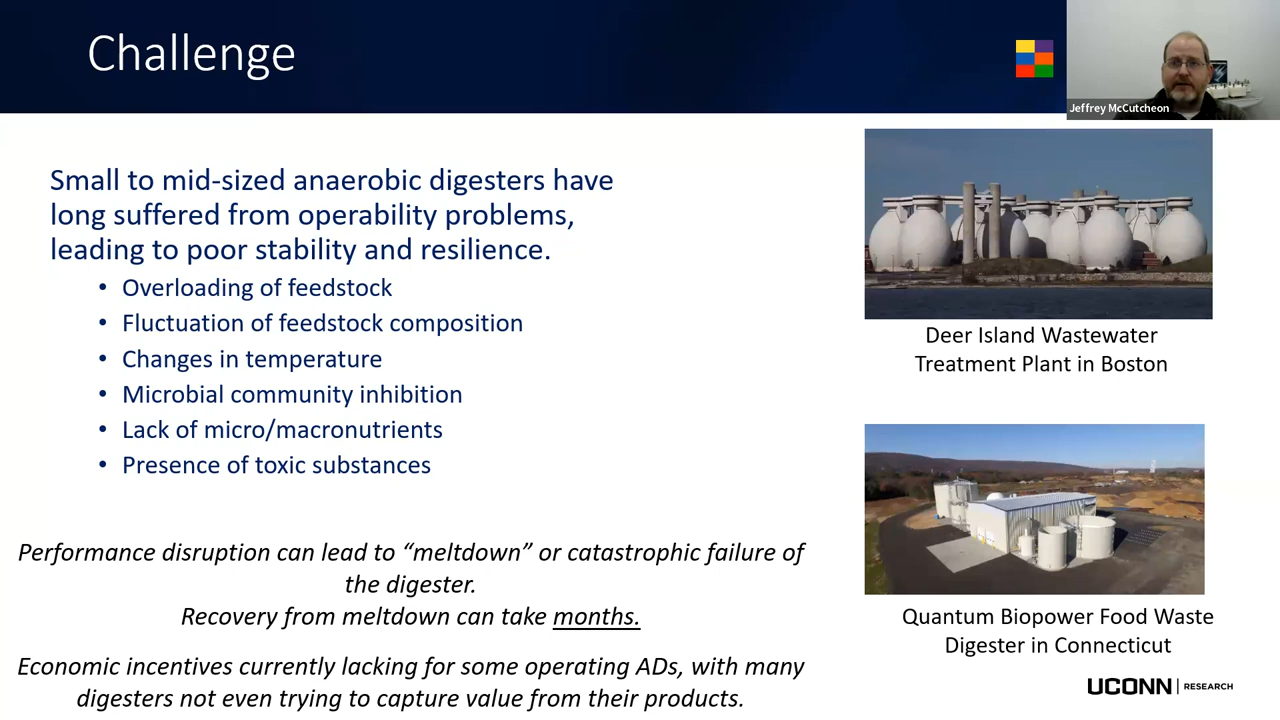 Challenge
Jeffrey McCutcheon
Small to mid-sized anaerobic digesters have
long suffered from operability problems,
leading to poor stability and resilience.
• Overloading of feedstock
• Fluctuation of feedstock composition
• Changes in temperature
• Microbial community inhibition
• Lack of micro/macronutrients
• Presence of toxic substances
Performance disruption can lead to “meltdown” or catastrophic failure of
the digester.
Recovery from meltdown can take months.
Economic incentives currently lacking for some operating ADs, with many
digesters not even trying to capture value from their products.
Deer Island Wastewater
Treatment Plant in Boston
Quantum Biopower Food Waste
Digester in Connecticut
UCONN | RESEARCH